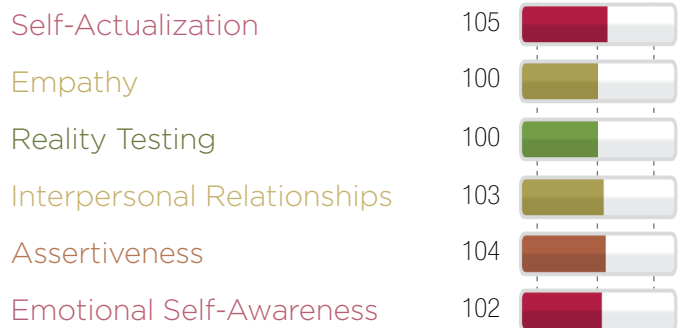 Self-Actualization 105
Empathy 100
Reality Testing 100
Interpersonal Relationships 103
Assertiveness 104
Emotional Self-Awareness 102